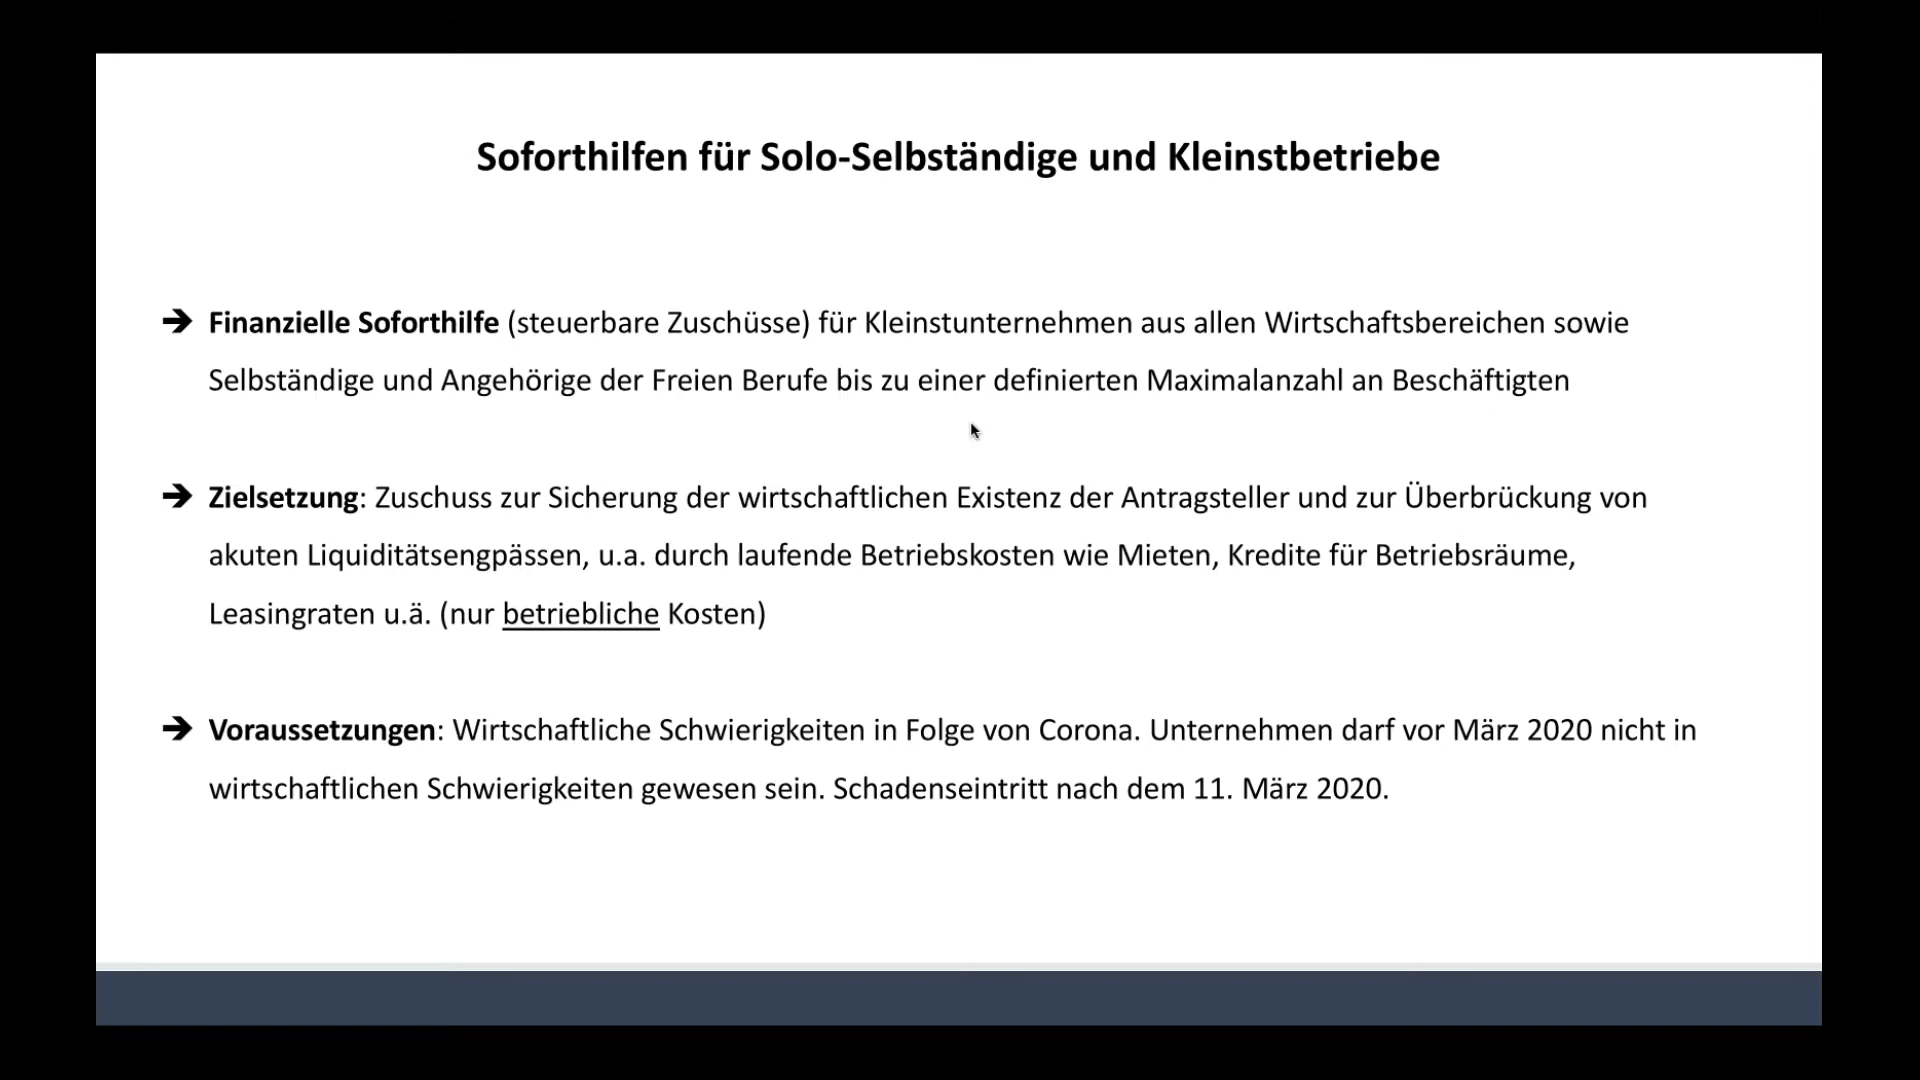 Soforthilfen für Solo-Selbständige und Kleinstbetriebe
➔ Finanzielle Soforthilfe (steuerbare Zuschüsse) für Kleinstunternehmen aus allen Wirtschaftsbereichen sowie
Selbständige und Angehörige der Freien Berufe bis zu einer definierten Maximalanzahl an Beschäftigten
➔ Zielsetzung: Zuschuss zur Sicherung der wirtschaftlichen Existenz der Antragsteller und zur Überbrückung von
akuten Liquiditätsengpässen, u.a. durch laufende Betriebskosten wie Mieten, Kredite für Betriebsräume,
Leasingraten u.ä. (nur betriebliche Kosten)
➔ Voraussetzungen: Wirtschaftliche Schwierigkeiten in Folge von Corona. Unternehmen darf vor März 2020 nicht in
wirtschaftlichen Schwierigkeiten gewesen sein. Schadenseintritt nach dem 11. März 2020.